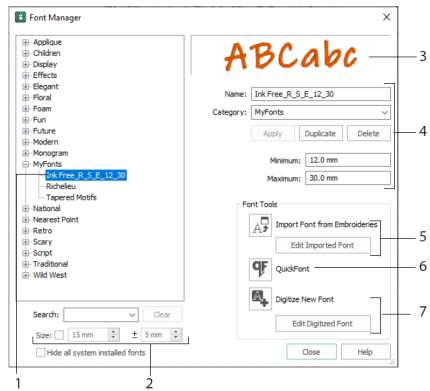 Font Manager
Applique
Children
Display
Effects
Elegant
Floral
Foam
Fun
Future
Modern
Monogram
MyFonts
Ink Free_R_S_E_12_30
Richelieu
Tapered Motifs
National
Nearest Point
Retro
Scary
Script
Traditional
Wild West
Search:
Clear
Size: 15 mm ± 5 mm
Hide all system installed fonts
1
2
ABCabc
3
Name: Ink Free_R_S_E_12_30
Category: MyFonts
Apply Duplicate Delete
4
Minimum: 12.0 mm
Maximum: 30.0 mm
Font Tools
Import Font from Embroideries
Edit Imported Font
5
QuickFont
6
Digitize New Font
Edit Digitized Font
7
Close Help